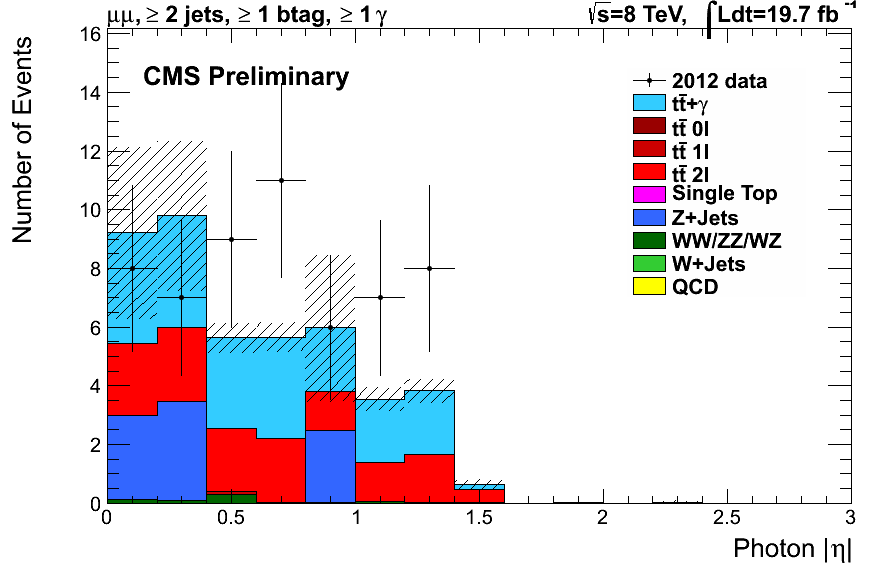 μμ, ≥ 2 jets, ≥ 1 btag, ≥ 1 γ
√s=8 TeV, ∫Ldt=19.7 fb⁻¹
CMS Preliminary
Number of Events
16
14
12
10
8
6
4
2
0
2012 data
tt̄+γ
tt̄ 0l
tt̄ 1l
tt̄ 2l
Single Top
Z+Jets
WW/ZZ/WZ
W+Jets
QCD
0 0.5 1 1.5 2 2.5 3
Photon |η|